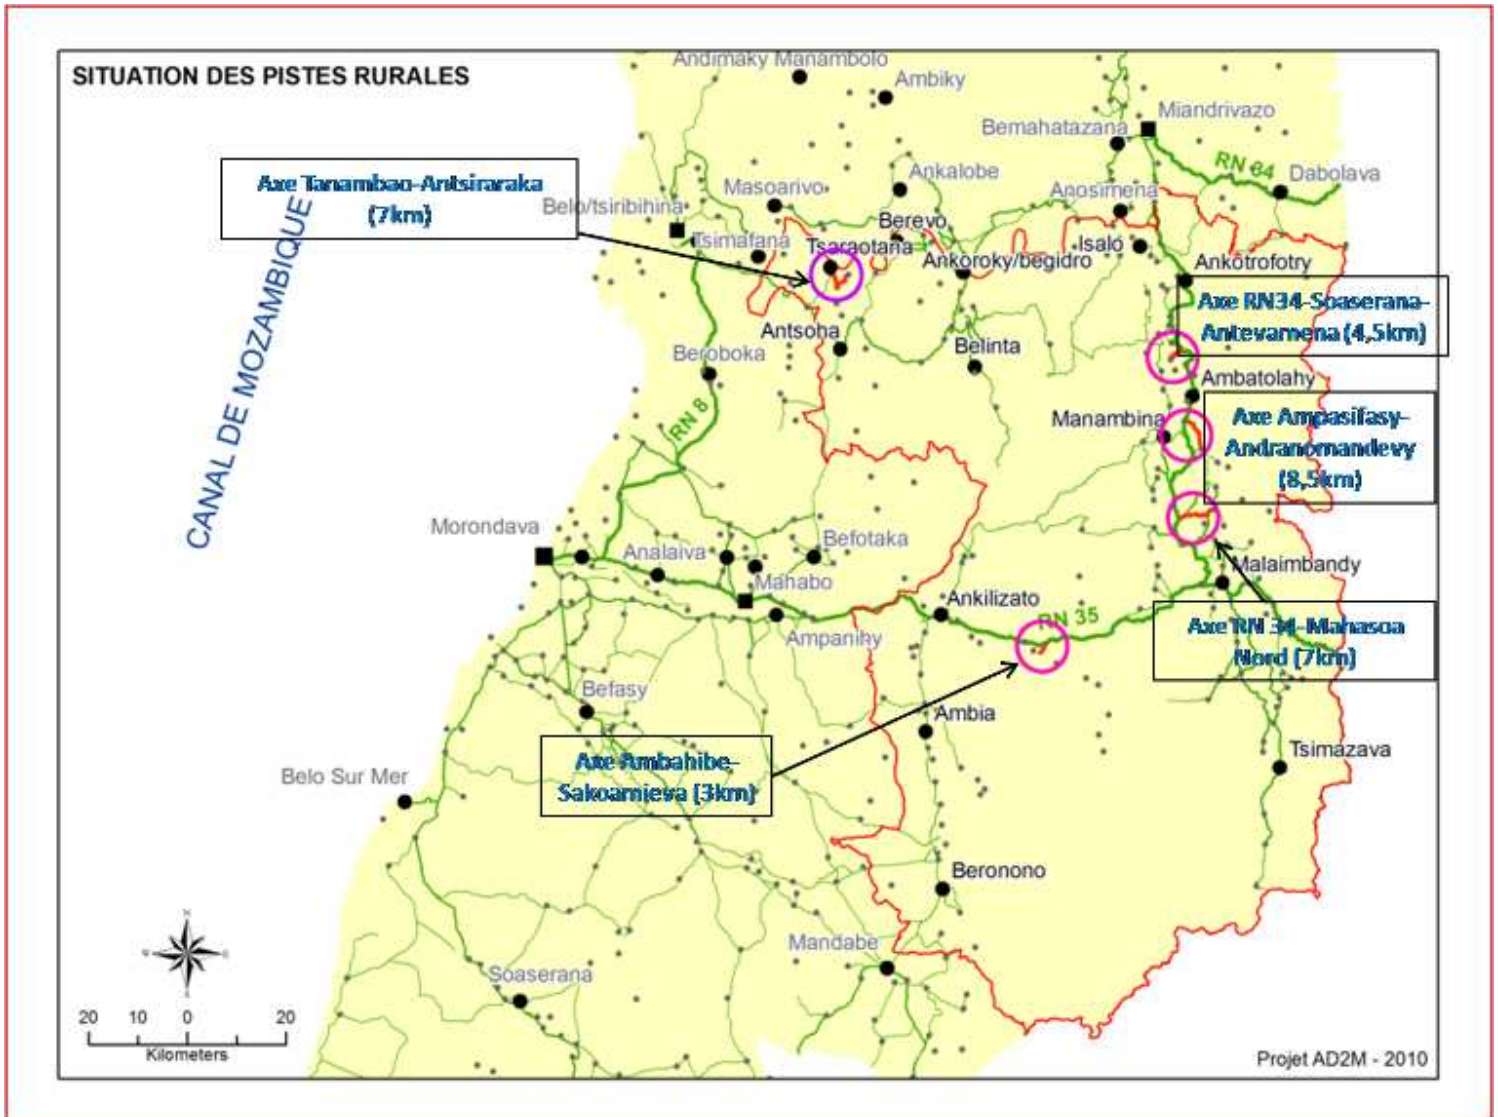 SITUATION DES PISTES RURALES
Andimaky Manambolo
Ambiky
Miandrivazo
Bemahatazana
RN 64
Dabolava
Axe Tanambao-Antsiraraka
(7km)
Masoarivo
Ankalobe
Anosimena
Belo/tsiribihina
Berevo
Tsimafana
Tsaraotana
Ankoroky/begidro
Isalo
Ankotrofotry
CANAL DE MOZAMBIQUE
Axe RN34-Soaserana-
Antevamena (4,5km)
Antsoha
Belinta
Beroboka
Ambatolahy
RN 8
Manambina
Axe Ampasifasy-
Andranomandevy
(8,5km)
Morondava
Analaiva
Befotaka
Mahabo
Malaimbandy
Ankilizato
RN 35
Ampanihy
Axe RN 34-Mahasoa
Nord (7km)
Befasy
Ambia
Axe Ambahibe-
Sakoamjeva (3km)
Tsimazava
Belo Sur Mer
Beronono
Mandabe
Soaserana
N
20 10 0 20
Kilometers
Projet AD2M - 2010